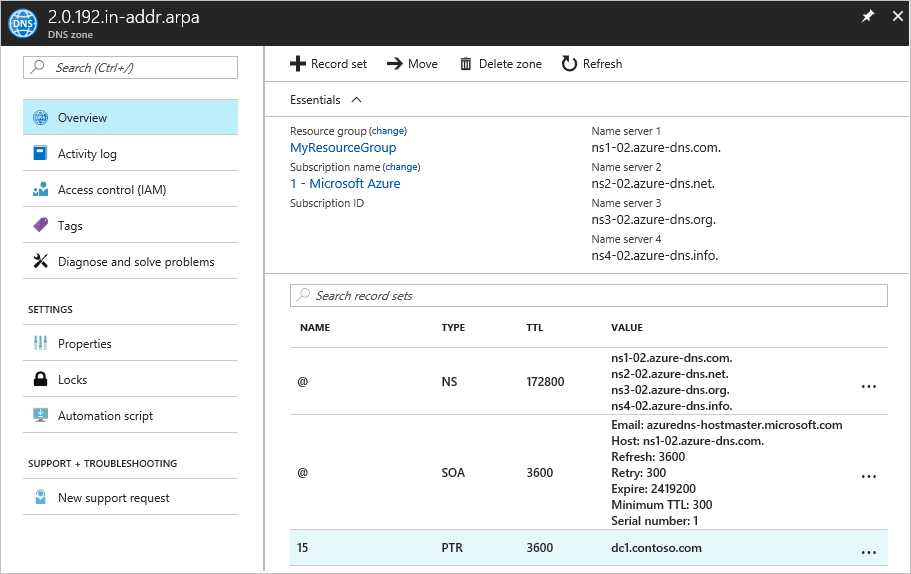 2.0.192.in-addr.arpa
DNS zone
Search (Ctrl+/)
Overview
Activity log
Access control (IAM)
Tags
Diagnose and solve problems
SETTINGS
Properties
Locks
Automation script
SUPPORT + TROUBLESHOOTING
New support request
Record set Move Delete zone Refresh
Essentials
Resource group (change)
MyResourceGroup
Subscription name (change)
1 - Microsoft Azure
Subscription ID
Name server 1
ns1-02.azure-dns.com.
Name server 2
ns2-02.azure-dns.net.
Name server 3
ns3-02.azure-dns.org.
Name server 4
ns4-02.azure-dns.info.
Search record sets
NAME TYPE TTL VALUE
@ NS 172800 ns1-02.azure-dns.com.
ns2-02.azure-dns.net.
ns3-02.azure-dns.org.
ns4-02.azure-dns.info.
@ SOA 3600 Email: azuredns-hostmaster.microsoft.com
Host: ns1-02.azure-dns.com.
Refresh: 3600
Retry: 300
Expire: 2419200
Minimum TTL: 300
Serial number: 1
15 PTR 3600 dc1.contoso.com